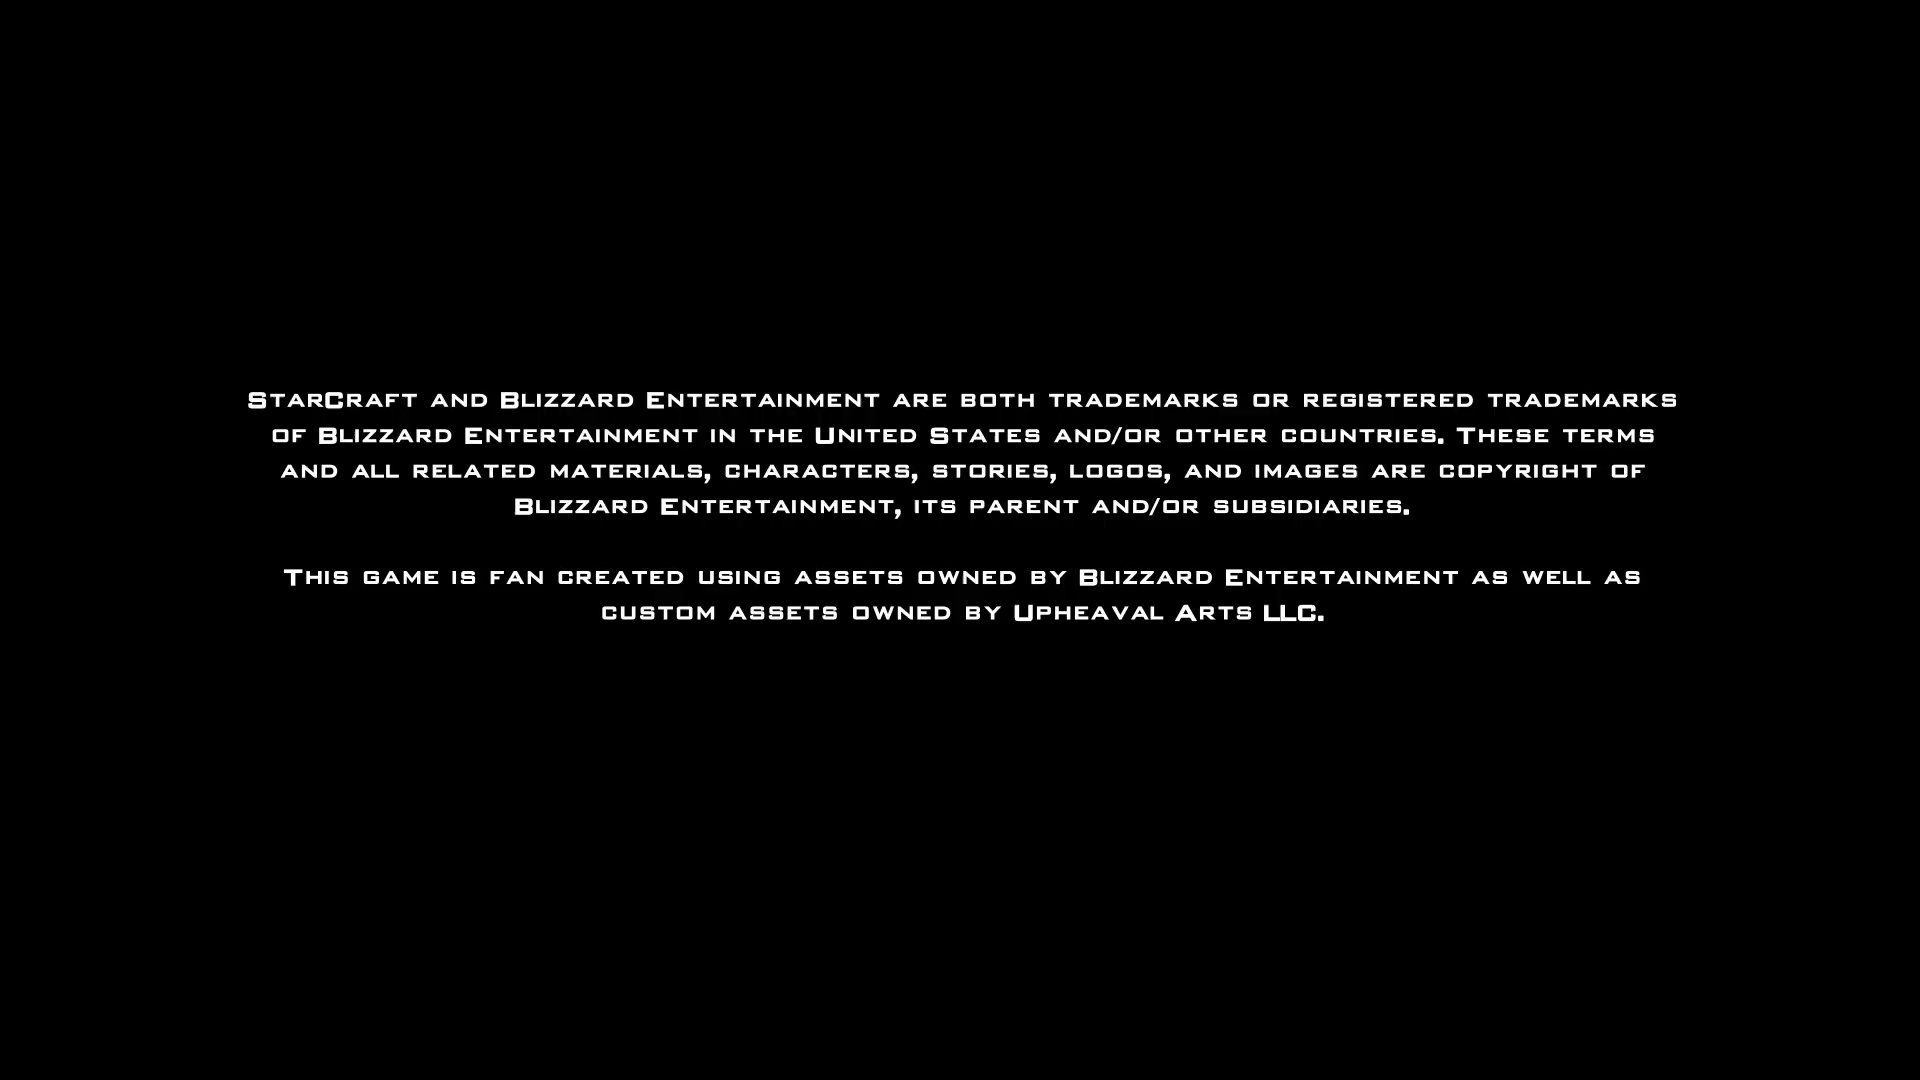 StarCraft and Blizzard Entertainment are both trademarks or registered trademarks
of Blizzard Entertainment in the United States and/or other countries. These terms
and all related materials, characters, stories, logos, and images are copyright of
Blizzard Entertainment, its parent and/or subsidiaries.
This game is fan created using assets owned by Blizzard Entertainment as well as
custom assets owned by Upheaval Arts LLC.